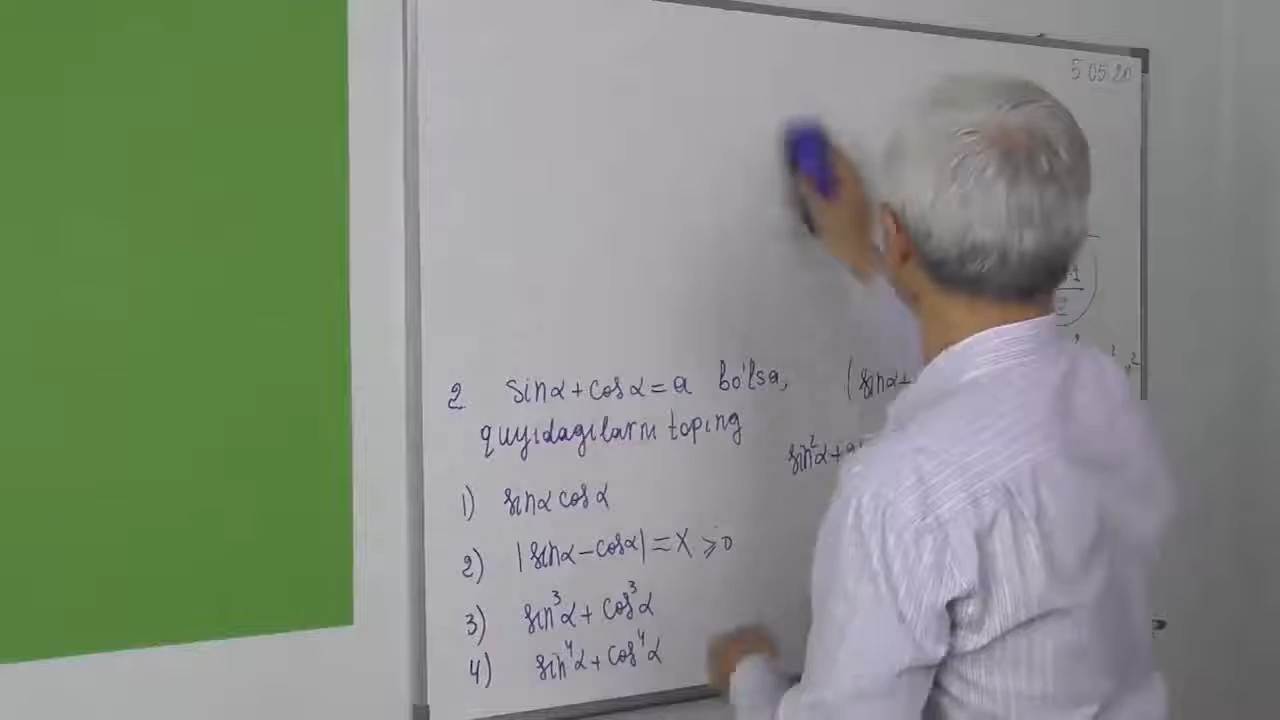 5 05 20
2 sinα + cosα = a bo'lsa,
quyidagilarni toping
1) sinα cosα
2) |sinα - cosα| = x ⩾ 0
3) sin³α + cos³α
4) sin⁴α + cos⁴α
(sinα+
sin²α+